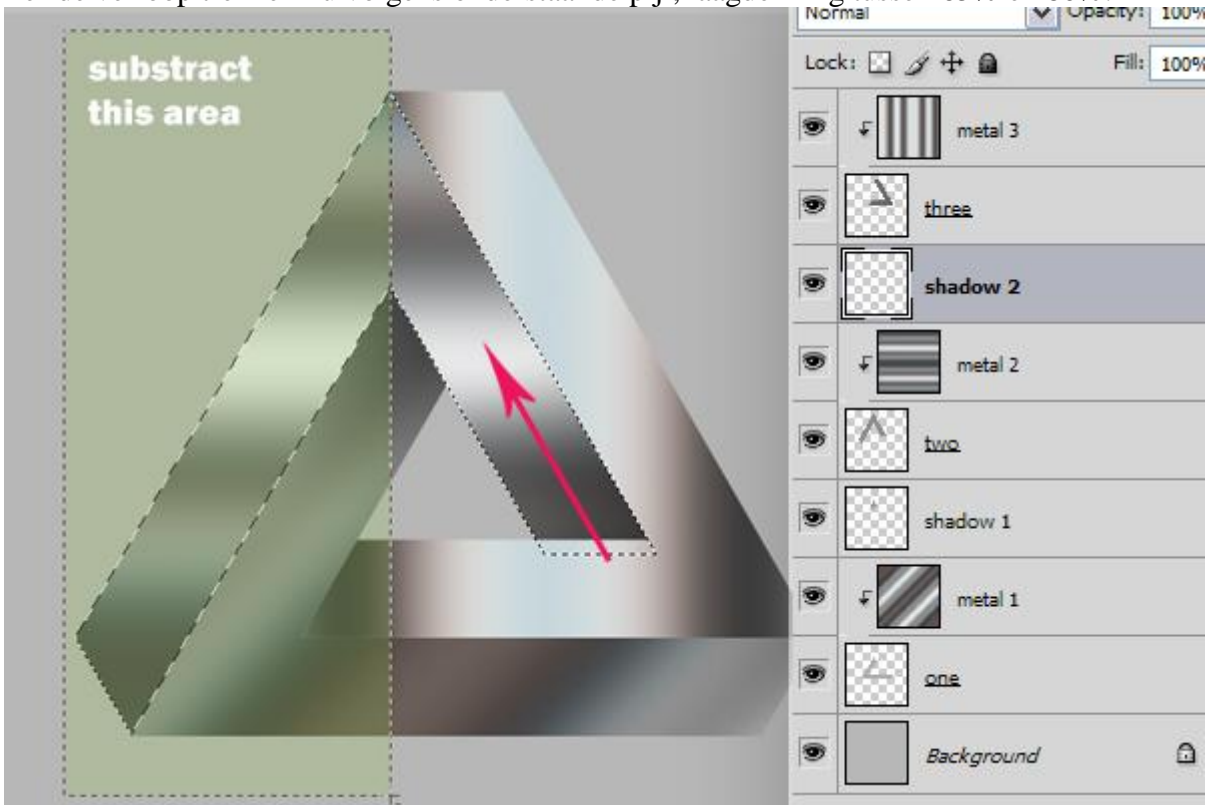 substract
this area
Normal Opacity: 100%
Lock: Fill: 100%
metal 3
three
shadow 2
metal 2
two
shadow 1
metal 1
one
Background